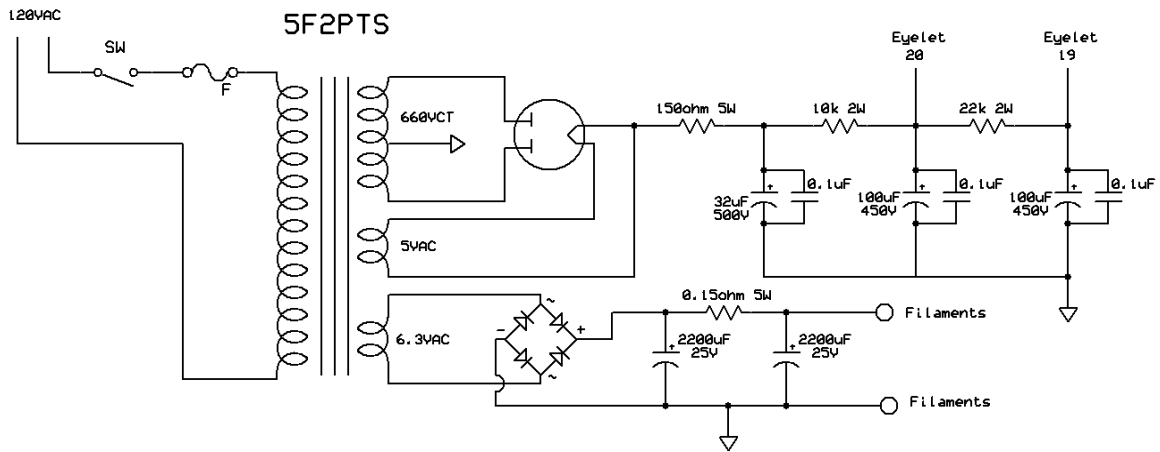 120VAC
5F2PTS
SW
F
660VCT
5VAC
6.3VAC
150ohm 5W
10k 2W
22k 2W
Eyelet
20
Eyelet
19
+
32uF
500V
0.1uF
+
100uF
450V
0.1uF
+
100uF
450V
0.1uF
~
-
+
~
0.15ohm 5W
+
2200uF
25V
+
2200uF
25V
Filaments
Filaments